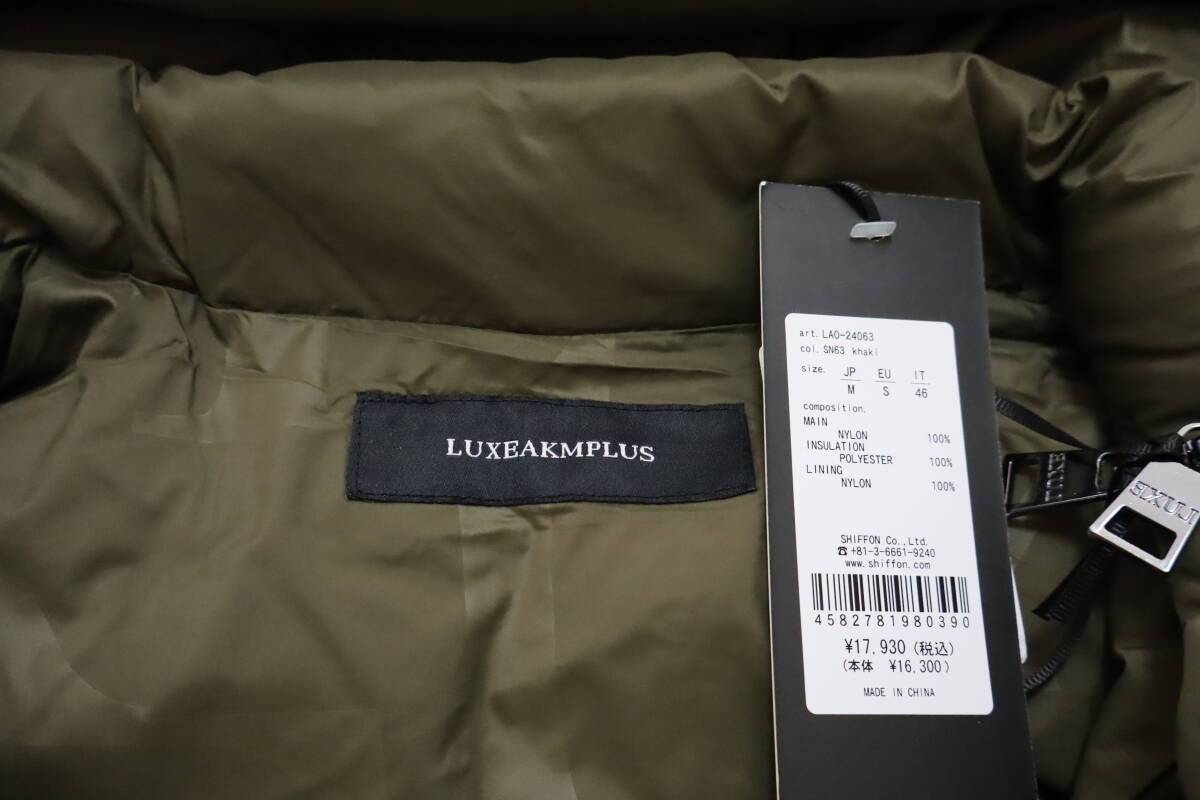 LUXEAKMPLUS
art. LAO-24063
col. SN63 khaki
size. JP EU IT
M S 46
composition.
MAIN
NYLON 100%
INSULATION
POLYESTER 100%
LINING
NYLON 100%
SHIFFON Co.,Ltd.
☎+81-3-6661-9240
www.shiffon.com
4582781980390
¥17,930(税込)
(本体 ¥16,300)
MADE IN CHINA